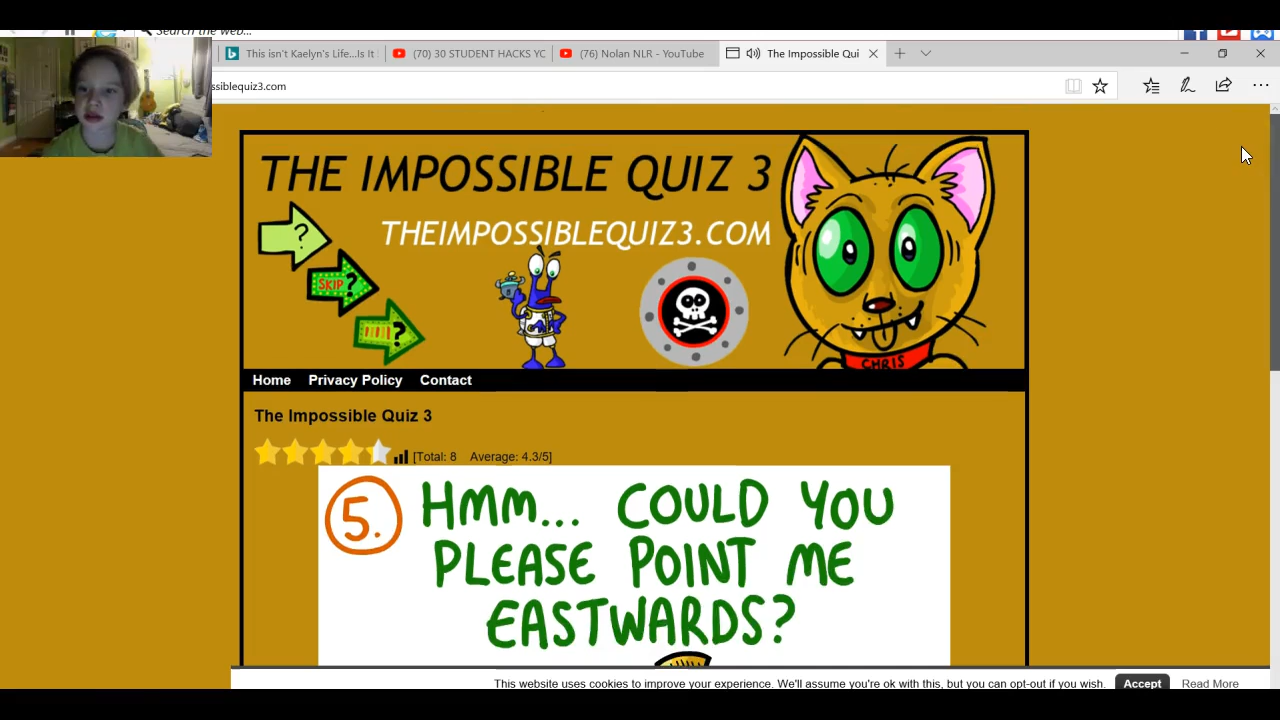 Search the web...
This isn't Kaelyn's Life...Is It
(70) 30 STUDENT HACKS YC
(76) Nolan NLR - YouTube
The Impossible Qui
siblequiz3.com
THE IMPOSSIBLE QUIZ 3
THEIMPOSSIBLEQUIZ3.COM
?
SKIP?
?
CHRIS
Home Privacy Policy Contact
The Impossible Quiz 3
[Total: 8 Average: 4.3/5]
5. HMM... COULD YOU
PLEASE POINT ME
EASTWARDS?
This website uses cookies to improve your experience. We'll assume you're ok with this, but you can opt-out if you wish. Accept Read More